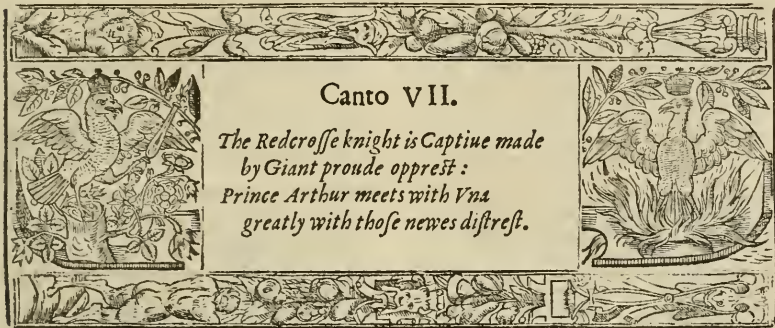 Canto VII.
The Redcroſſe knight is Captiue made
by Giant proude oppreſt :
Prince Arthur meets with Vna
greatly with thoſe newes diſtreſt.